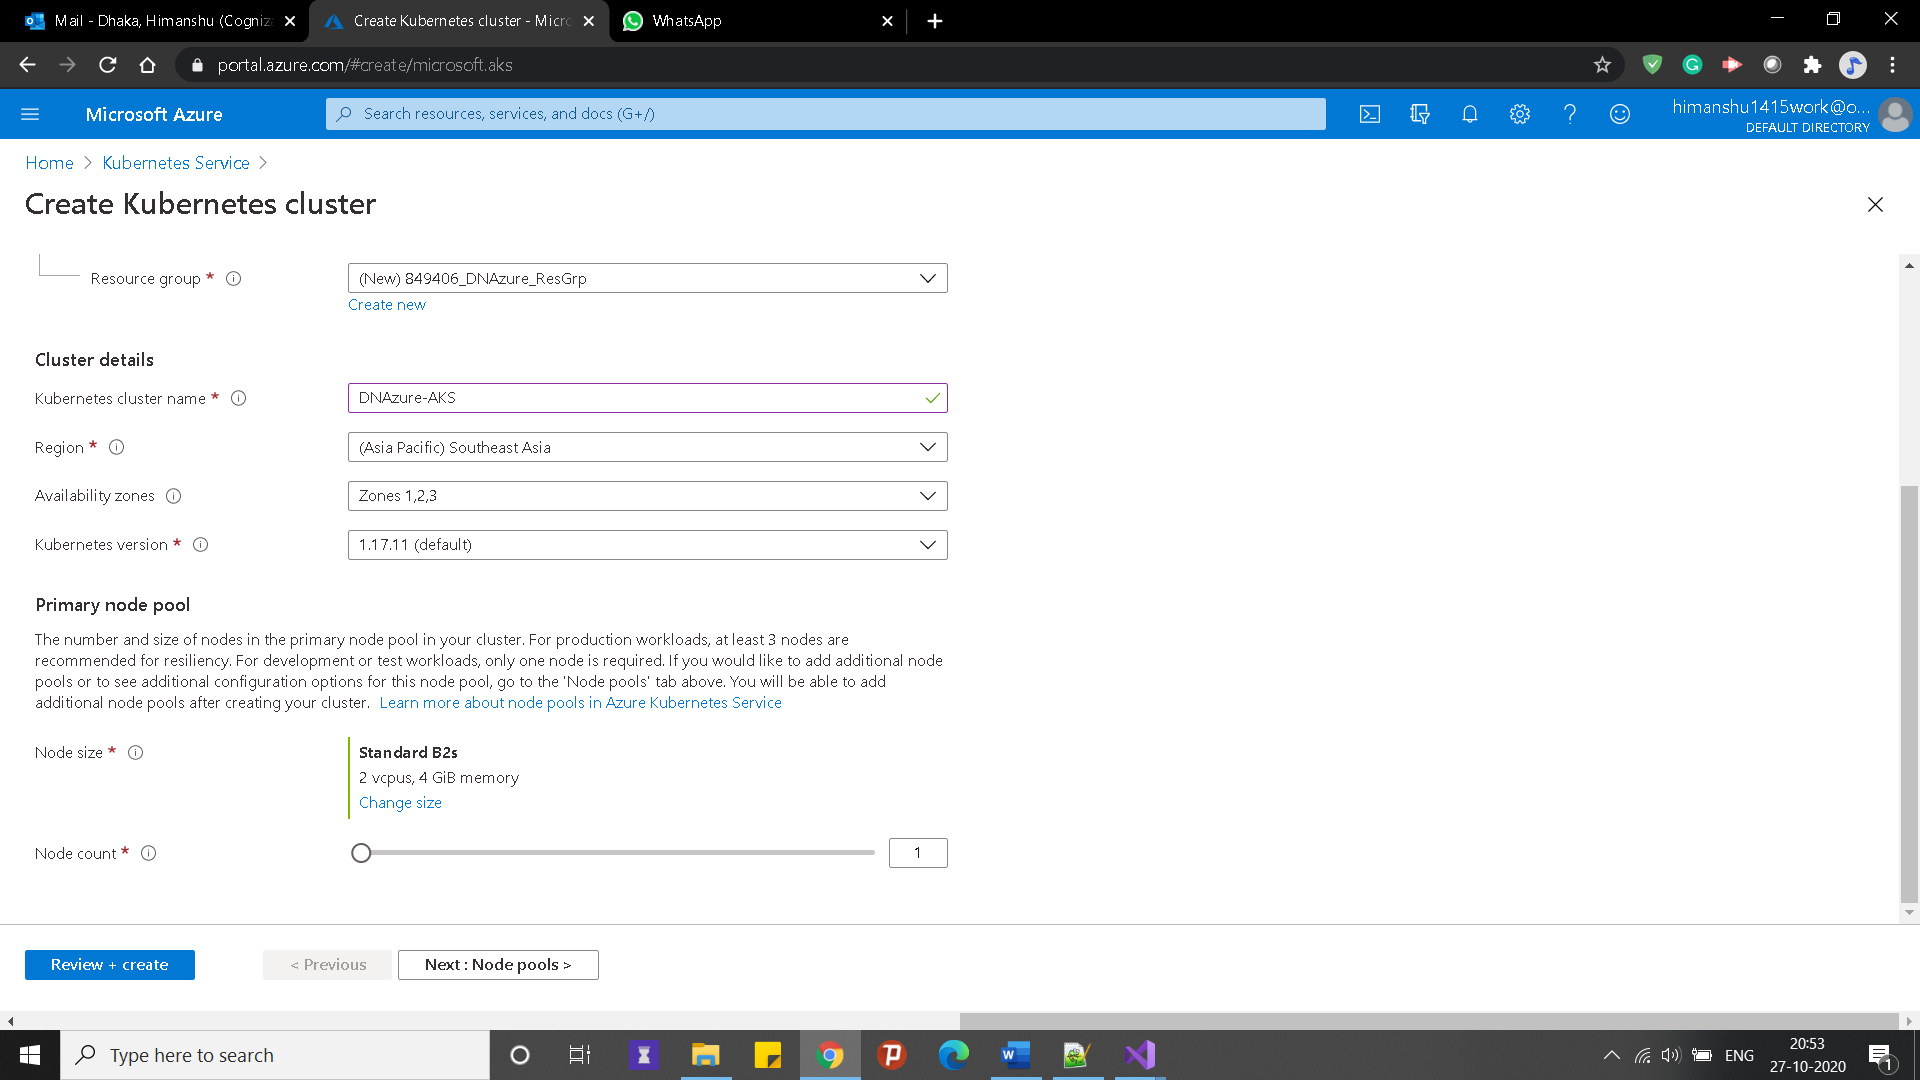 Mail - Dhaka, Himanshu (Cogniz
Create Kubernetes cluster - Micro
WhatsApp
portal.azure.com/#create/microsoft.aks
Microsoft Azure
Search resources, services, and docs (G+/)
himanshu1415work@o...
DEFAULT DIRECTORY
Home > Kubernetes Service >
Create Kubernetes cluster
Resource group *
(New) 849406_DNAzure_ResGrp
Create new
Cluster details
Kubernetes cluster name *
DNAzure-AKS
Region *
(Asia Pacific) Southeast Asia
Availability zones
Zones 1,2,3
Kubernetes version *
1.17.11 (default)
Primary node pool
The number and size of nodes in the primary node pool in your cluster. For production workloads, at least 3 nodes are
recommended for resiliency. For development or test workloads, only one node is required. If you would like to add additional node
pools or to see additional configuration options for this node pool, go to the 'Node pools' tab above. You will be able to add
additional node pools after creating your cluster. Learn more about node pools in Azure Kubernetes Service
Node size *
Standard B2s
2 vcpus, 4 GiB memory
Change size
Node count *
1
Review + create
< Previous
Next : Node pools >
Type here to search
ENG
20:53
27-10-2020
1